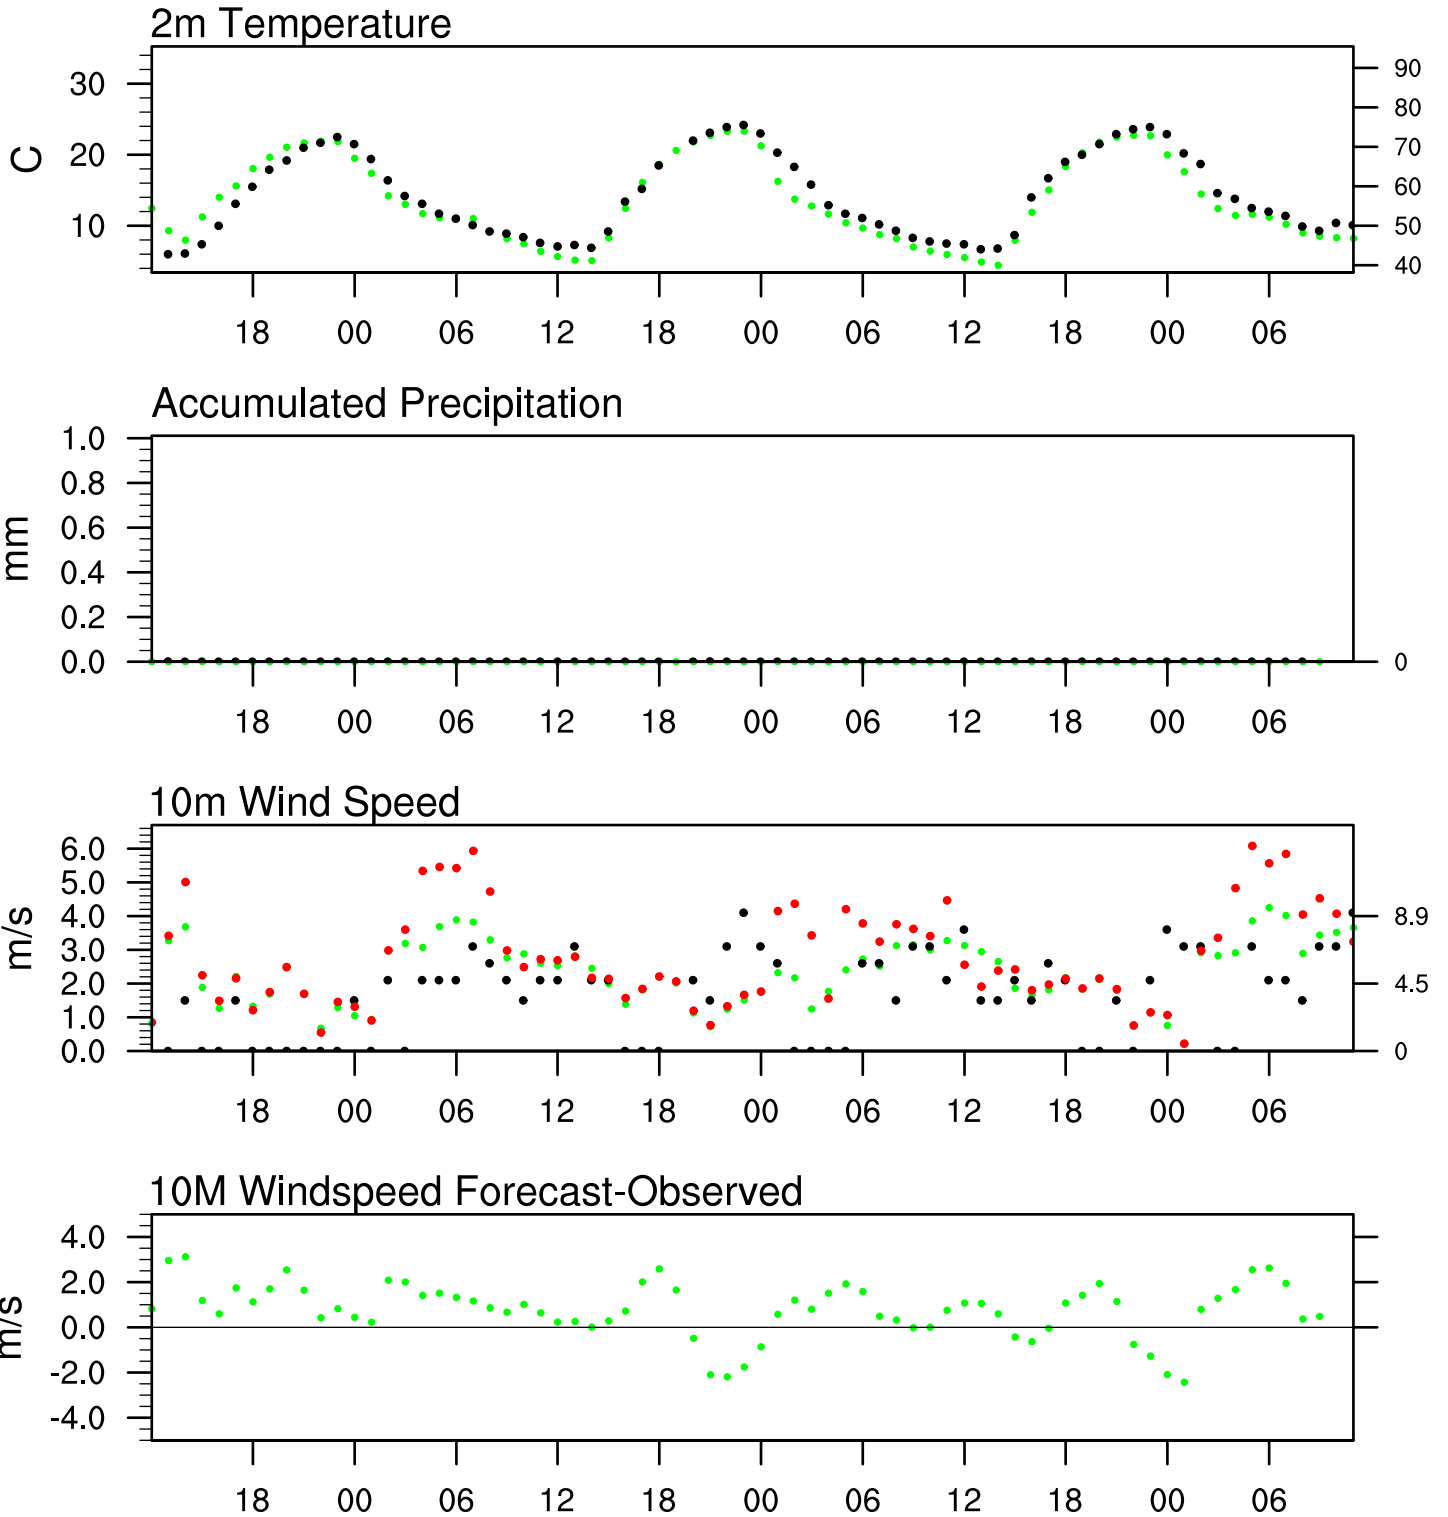 2m Temperature
30
20
10
C
90
80
70
60
50
40
18 00 06 12 18 00 06 12 18 00 06
Accumulated Precipitation
1.0
0.8
0.6
0.4
0.2
0.0
mm
0
18 00 06 12 18 00 06 12 18 00 06
10m Wind Speed
6.0
5.0
4.0
3.0
2.0
1.0
0.0
m/s
8.9
4.5
0
18 00 06 12 18 00 06 12 18 00 06
10M Windspeed Forecast-Observed
4.0
2.0
0.0
-2.0
-4.0
m/s
18 00 06 12 18 00 06 12 18 00 06